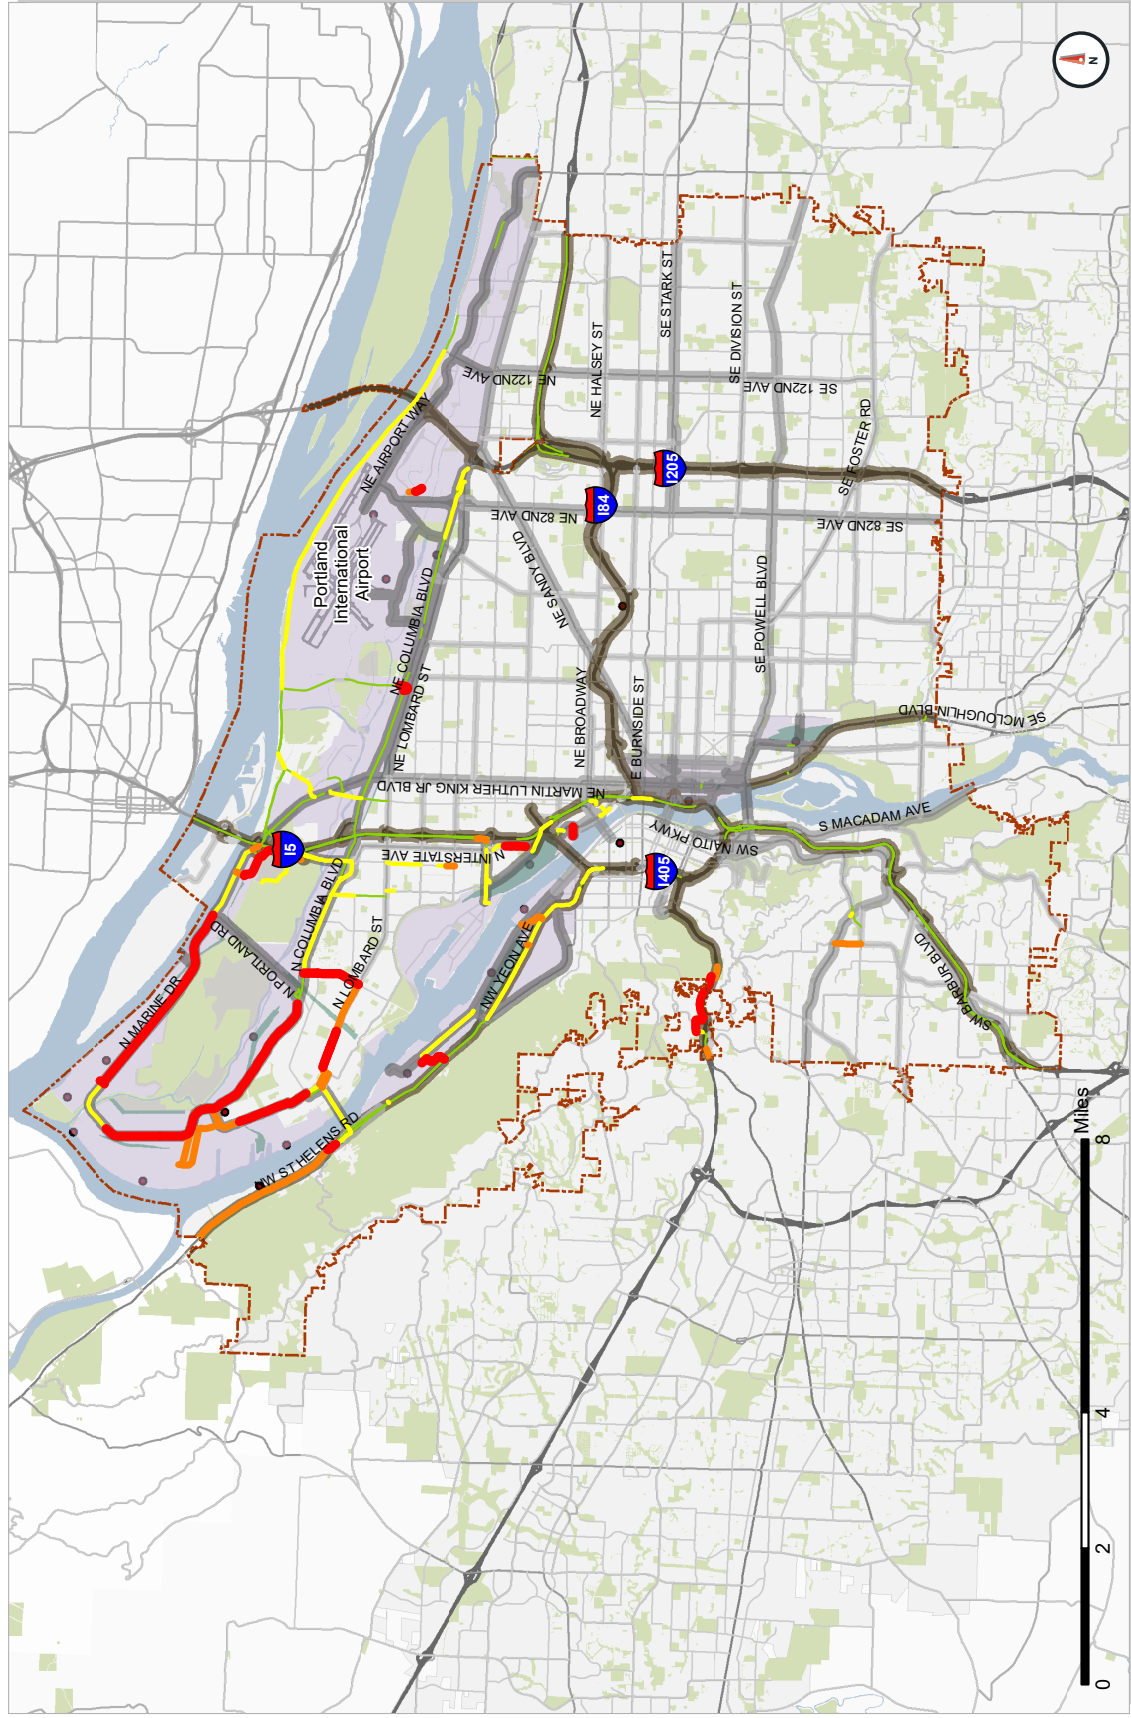 N
NE 122ND AVE
NE HALSEY ST
SE STARK ST
SE DIVISION ST
SE 122ND AVE
NE AIRPORT WAY
SE FOSTER RD
I205
I84
NE 82ND AVE
SE 82ND AVE
Portland
International
Airport
NE SANDY BLVD
NE COLUMBIA BLVD
SE POWELL BLVD
NE LOMBARD ST
NE BROADWAY
E BURNSIDE ST
SE MCLOUGHLIN BLVD
NE MARTIN LUTHER KING JR BLVD
S MACADAM AVE
SW NAITO PKWY
I5
N INTERSTATE AVE
I405
N COLUMBIA BLVD
N PORTLAND RD
N LOMBARD ST
NW YEON AVE
N MARINE DR
SW BARBUR BLVD
NW ST HELENS RD
Miles
0 2 4 8